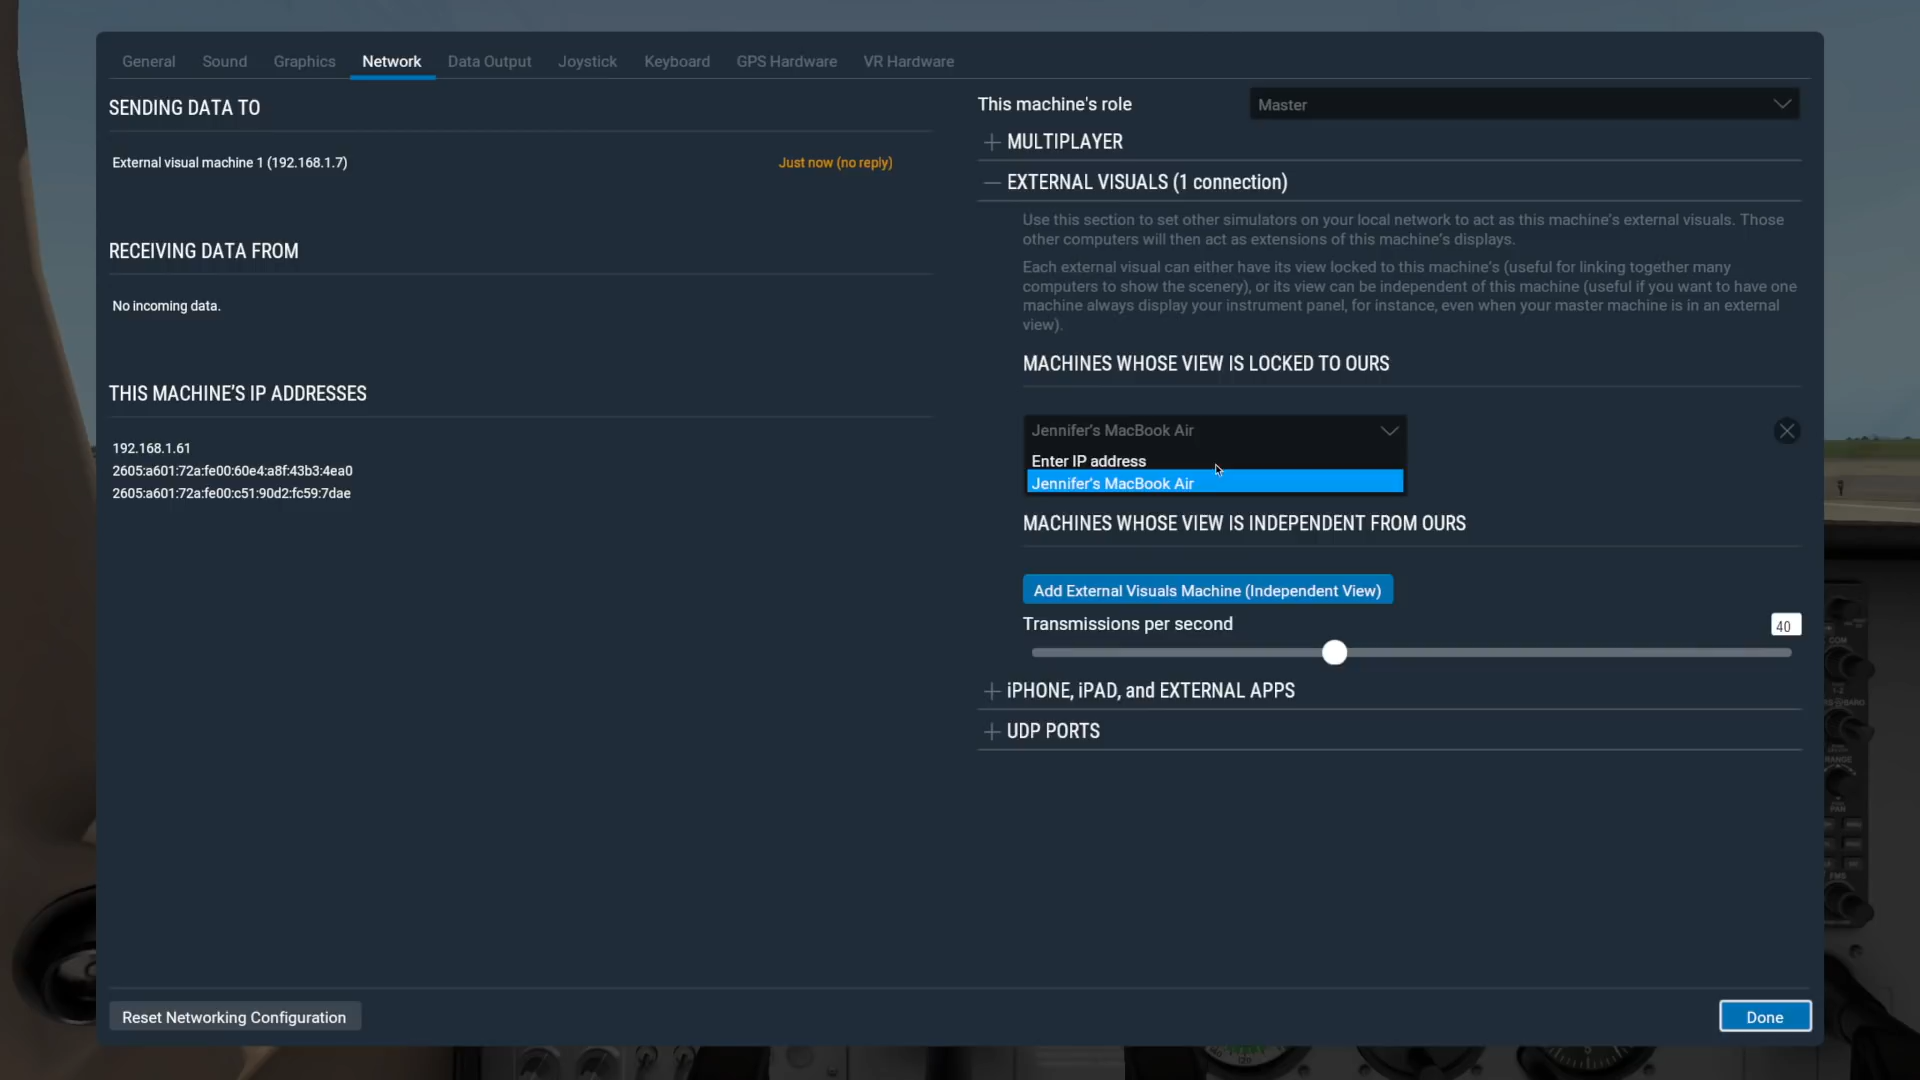 General Sound Graphics Network Data Output Joystick Keyboard GPS Hardware VR Hardware
SENDING DATA TO
External visual machine 1 (192.168.1.7) Just now (no reply)
RECEIVING DATA FROM
No incoming data.
THIS MACHINE'S IP ADDRESSES
192.168.1.61
2605:a601:72a:fe00:60e4:a8f:43b3:4ea0
2605:a601:72a:fe00:c51:90d2:fc59:7dae
This machine's role Master
MULTIPLAYER
EXTERNAL VISUALS (1 connection)
Use this section to set other simulators on your local network to act as this machine's external visuals. Those
other computers will then act as extensions of this machine's displays.
Each external visual can either have its view locked to this machine's (useful for linking together many
computers to show the scenery), or its view can be independent of this machine (useful if you want to have one
machine always display your instrument panel, for instance, even when your master machine is in an external
view).
MACHINES WHOSE VIEW IS LOCKED TO OURS
Jennifer's MacBook Air
Enter IP address
Jennifer's MacBook Air
MACHINES WHOSE VIEW IS INDEPENDENT FROM OURS
Add External Visuals Machine (Independent View)
Transmissions per second 40
iPHONE, iPAD, and EXTERNAL APPS
UDP PORTS
Reset Networking Configuration Done